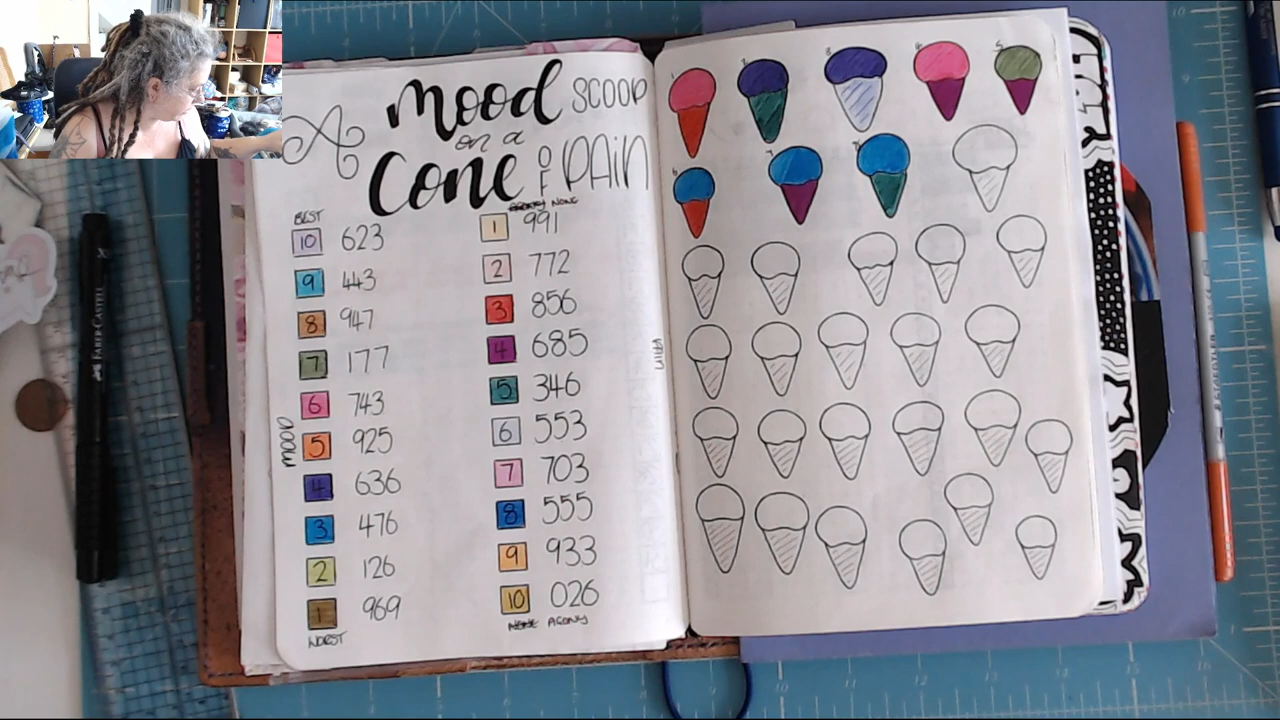 mood SCOOP
on a
Cone OF PAIN
BEST
10 623
9 443
8 947
7 177
6 743
5 925
4 636
3 476
2 126
1 969
WORST
MOOD
NONE
1 991
2 772
3 856
4 685
5 346
6 553
7 703
8 555
9 933
10 026
AGONY
PAIN
FABER-CASTELL